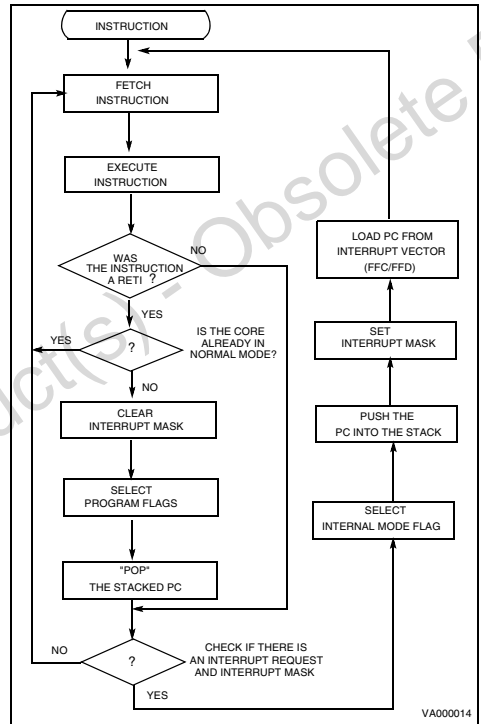 INSTRUCTION
FETCH
INSTRUCTION
EXECUTE
INSTRUCTION
WAS
THE INSTRUCTION
A RETI ?
NO
YES
IS THE CORE
ALREADY IN
NORMAL MODE?
?
YES
NO
CLEAR
INTERRUPT MASK
SELECT
PROGRAM FLAGS
"POP"
THE STACKED PC
?
NO
CHECK IF THERE IS
AN INTERRUPT REQUEST
AND INTERRUPT MASK
YES
LOAD PC FROM
INTERRUPT VECTOR
(FFC/FFD)
SET
INTERRUPT MASK
PUSH THE
PC INTO THE STACK
SELECT
INTERNAL MODE FLAG
VA000014
duct(s) - Obsolete